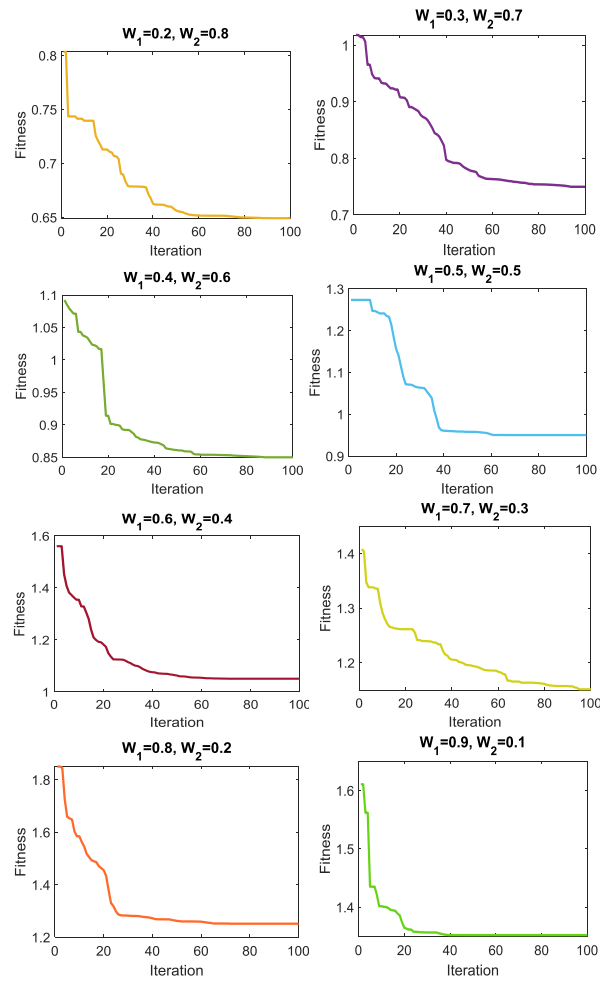 W1=0.2, W2=0.8
0.8
0.75
0.7
0.65
Fitness
0 20 40 60 80 100
Iteration
W1=0.3, W2=0.7
1
0.9
0.8
0.7
Fitness
0 20 40 60 80 100
Iteration
W1=0.4, W2=0.6
1.1
1.05
1
0.95
0.9
0.85
Fitness
0 20 40 60 80 100
Iteration
W1=0.5, W2=0.5
1.3
1.2
1.1
1
0.9
Fitness
0 20 40 60 80 100
Iteration
W1=0.6, W2=0.4
1.6
1.4
1.2
1
Fitness
0 20 40 60 80 100
Iteration
W1=0.7, W2=0.3
1.4
1.3
1.2
Fitness
0 20 40 60 80 100
Iteration
W1=0.8, W2=0.2
1.8
1.6
1.4
1.2
Fitness
0 20 40 60 80 100
Iteration
W1=0.9, W2=0.1
1.6
1.5
1.4
Fitness
0 20 40 60 80 100
Iteration